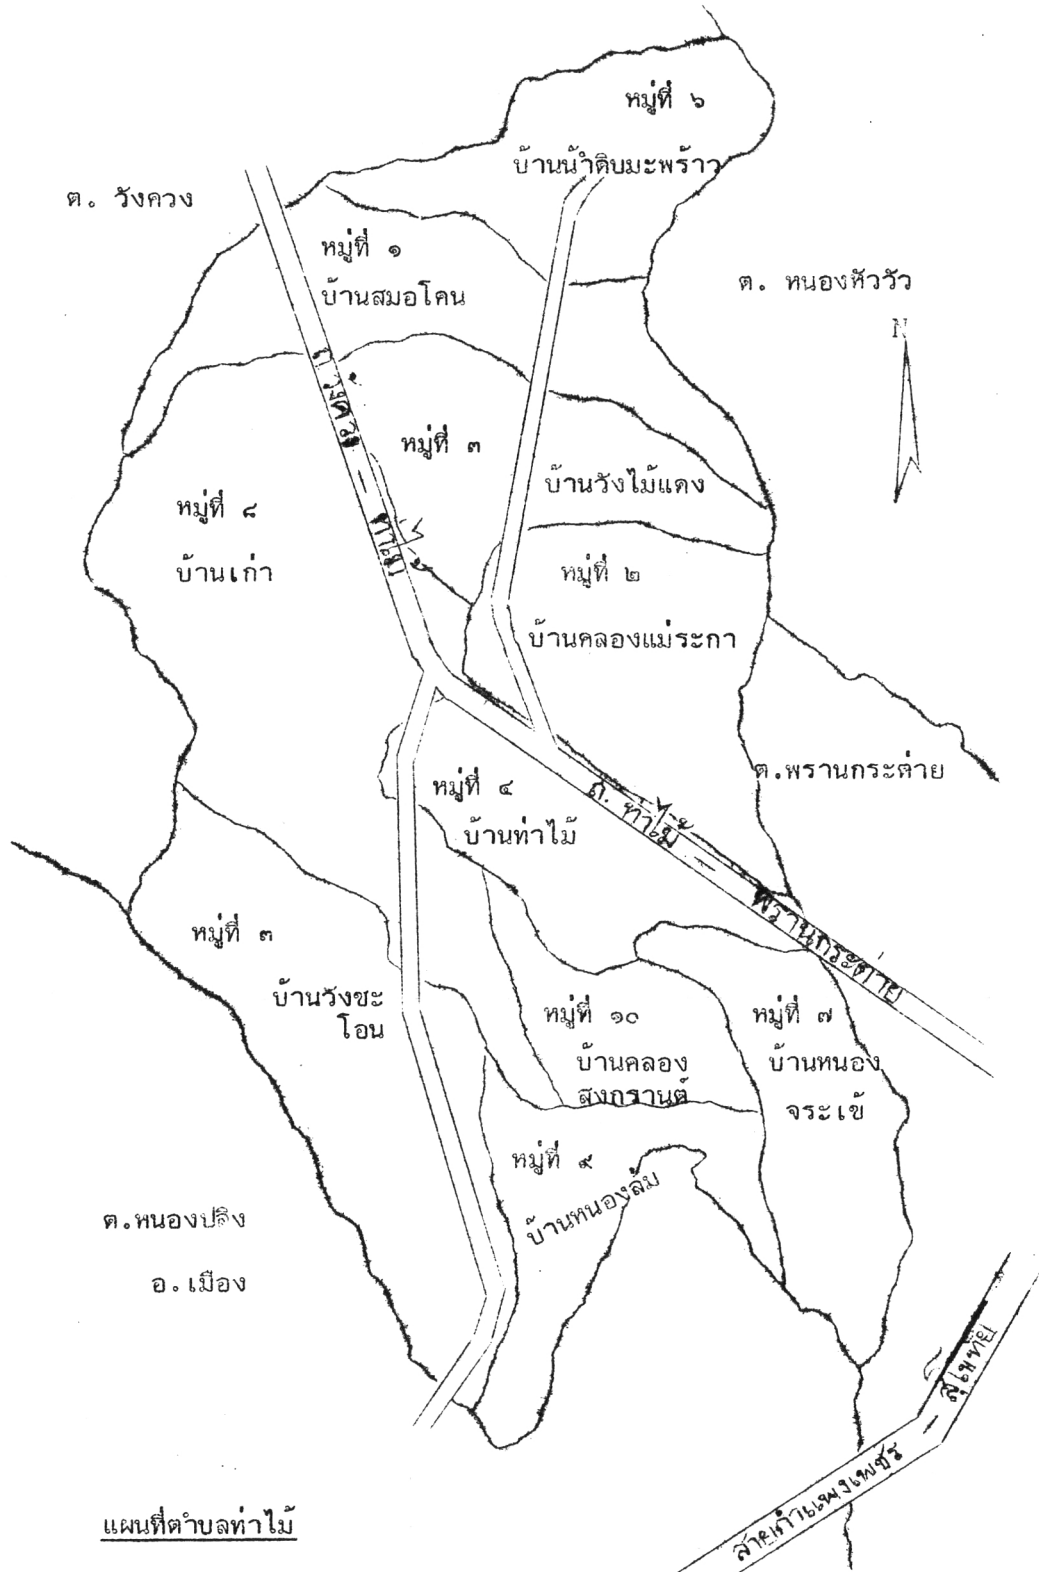 หมู่ที่ ๖
บ้านน้ำดิบมะพร้าว
ต. วังควง
หมู่ที่ ๑
บ้านสมอโคน
ต. หนองหัววัว
N
หมู่ที่ ๓
บ้านวังไม้แดง
หมู่ที่ ๘
บ้านเก่า
หมู่ที่ ๒
บ้านคลองแม่ระกา
ต.พรานกระต่าย
หมู่ที่ ๔
บ้านท่าไม้
ถ. ท่าไม้ — พรานกระต่าย
หมู่ที่ ๓
บ้านวังชะ
โอน
หมู่ที่ ๑๐
บ้านคลอง
สงกรานต์
หมู่ที่ ๗
บ้านหนอง
จระเข้
หมู่ที่ ๙
บ้านหนองล้ม
ต.หนองปลิง
อ.เมือง
สายกำแพงเพชร — สุโขทัย
แผนที่ตำบลท่าไม้